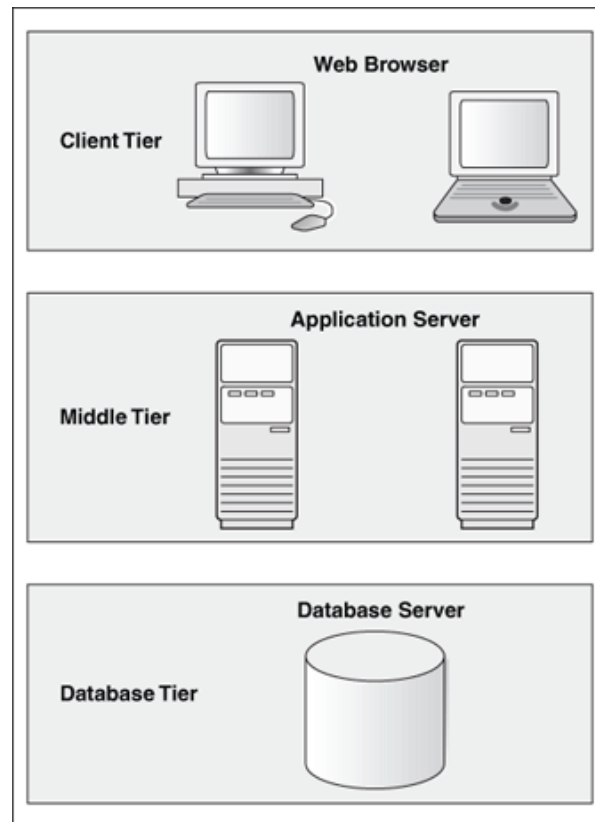 Web Browser
Client Tier
Application Server
Middle Tier
Database Server
Database Tier